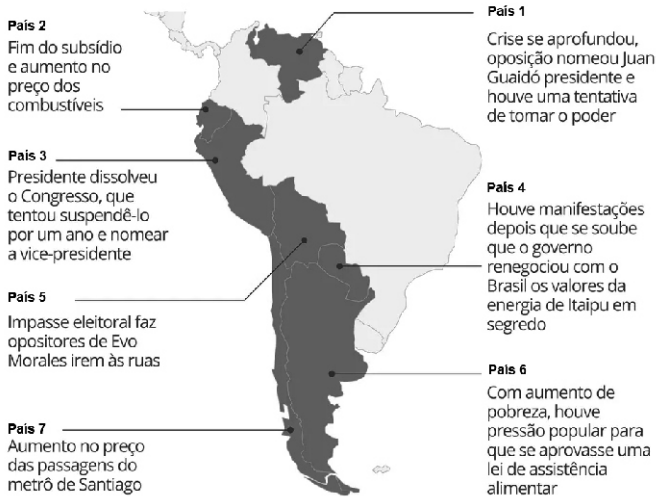 País 2
Fim do subsídio
e aumento no
preço dos
combustíveis
País 3
Presidente dissolveu
o Congresso, que
tentou suspendê-lo
por um ano e nomear
a vice-presidente
País 5
Impasse eleitoral faz
opositores de Evo
Morales irem às ruas
País 7
Aumento no preço
das passagens do
metrô de Santiago
País 1
Crise se aprofundou,
oposição nomeou Juan
Guaidó presidente e
houve uma tentativa
de tomar o poder
País 4
Houve manifestações
depois que se soube
que o governo
renegociou com o
Brasil os valores da
energia de Itaipu em
segredo
País 6
Com aumento de
pobreza, houve
pressão popular para
que se aprovasse uma
lei de assistência
alimentar